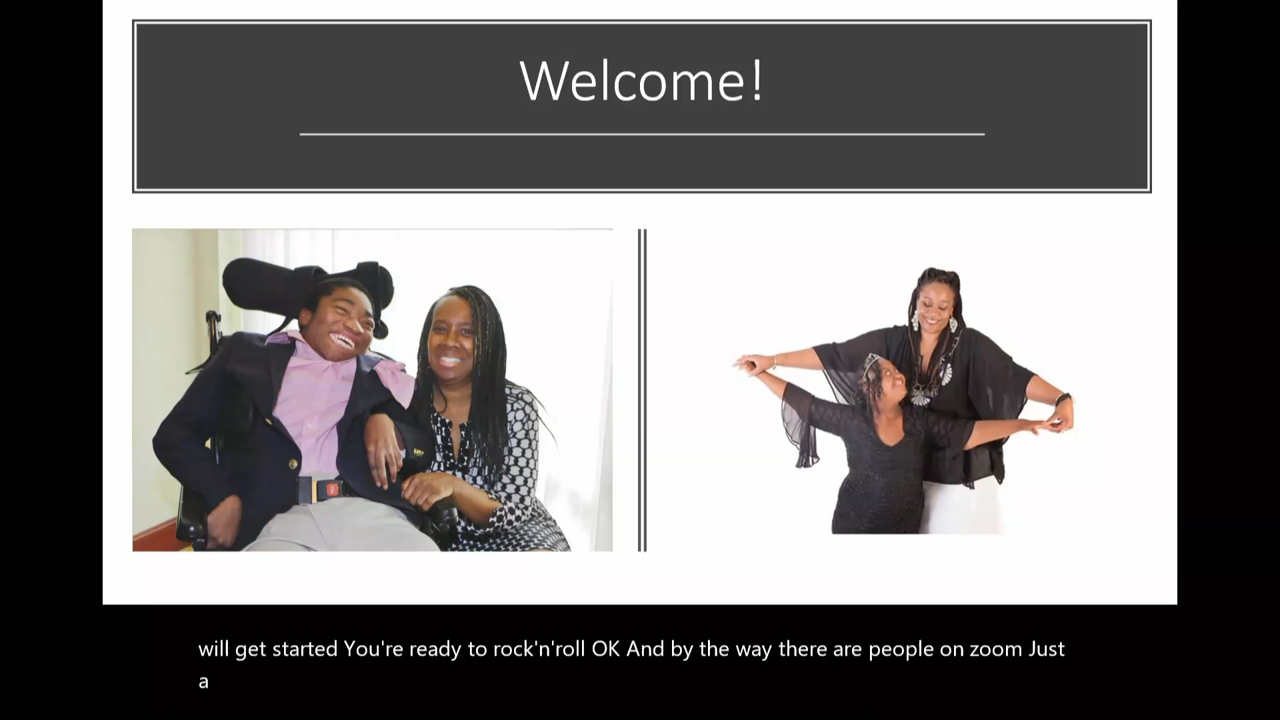 Welcome!
will get started You're ready to rock'n'roll OK And by the way there are people on zoom Just
a